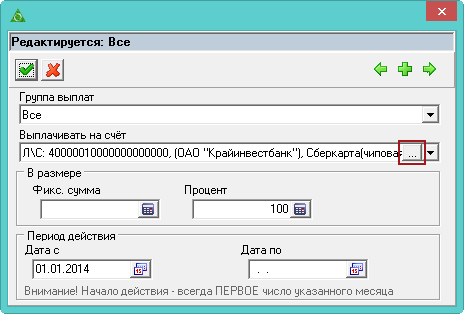 Редактируется: Все
Группа выплат
Все
Выплачивать на счёт
Л\С: 40000010000000000000, (ОАО "Крайинвестбанк"), Сберкарта(чиповая ...
В размере
Фикс. сумма Процент
100
Период действия
Дата с Дата по
01.01.2014 . .
Внимание! Начало действия - всегда ПЕРВОЕ число указанного месяца